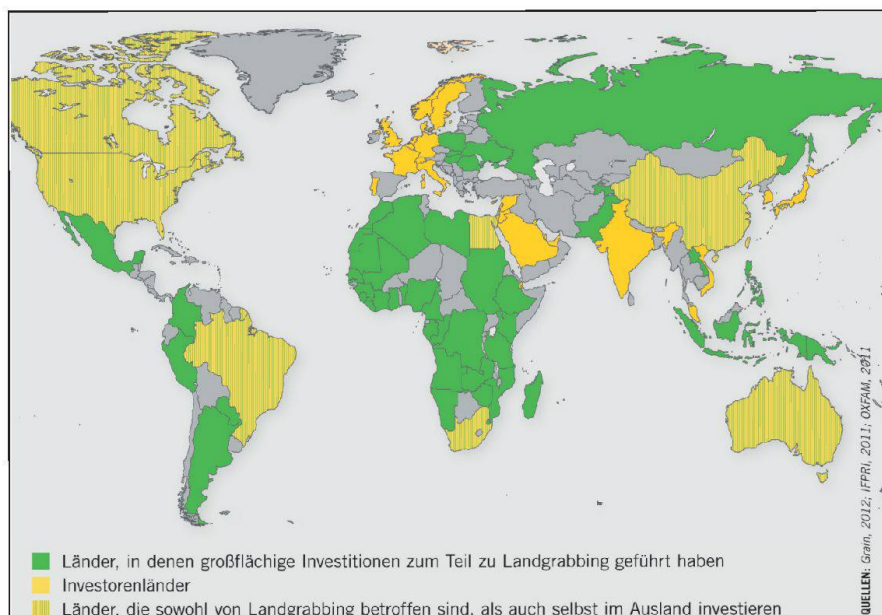 Länder, in denen großflächige Investitionen zum Teil zu Landgrabbing geführt haben
Investorenländer
Länder, die sowohl von Landgrabbing betroffen sind, als auch selbst im Ausland investieren
QUELLEN: Grain, 2012; IFPRI, 2011; OXFAM, 2011